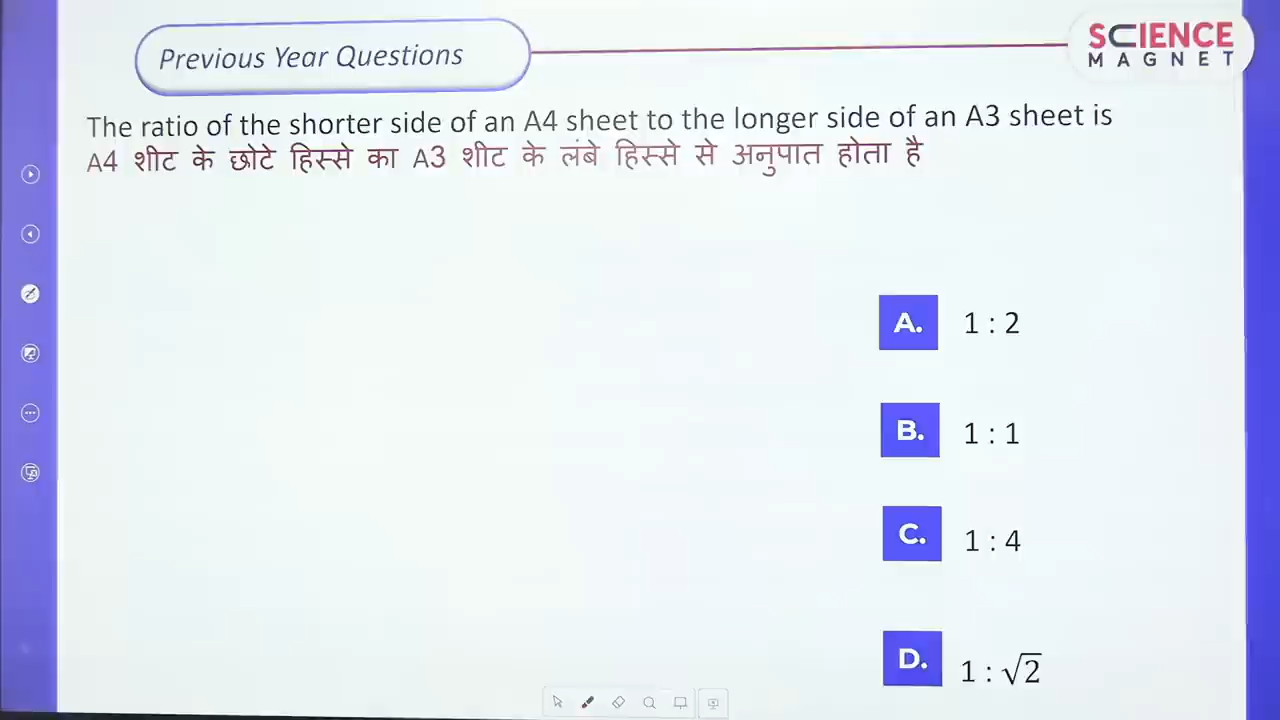 Previous Year Questions
SCIENCE
MAGNET
The ratio of the shorter side of an A4 sheet to the longer side of an A3 sheet is
A4 शीट के छोटे हिस्से का A3 शीट के लंबे हिस्से से अनुपात होता है
A. 1 : 2
B. 1 : 1
C. 1 : 4
D. 1 : √2